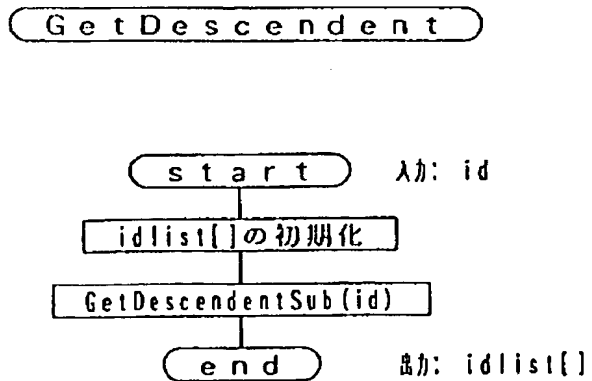 GetDescendent
start 入力: id
idlist[]の初期化
GetDescendentSub(id)
end 出力: idlist[]